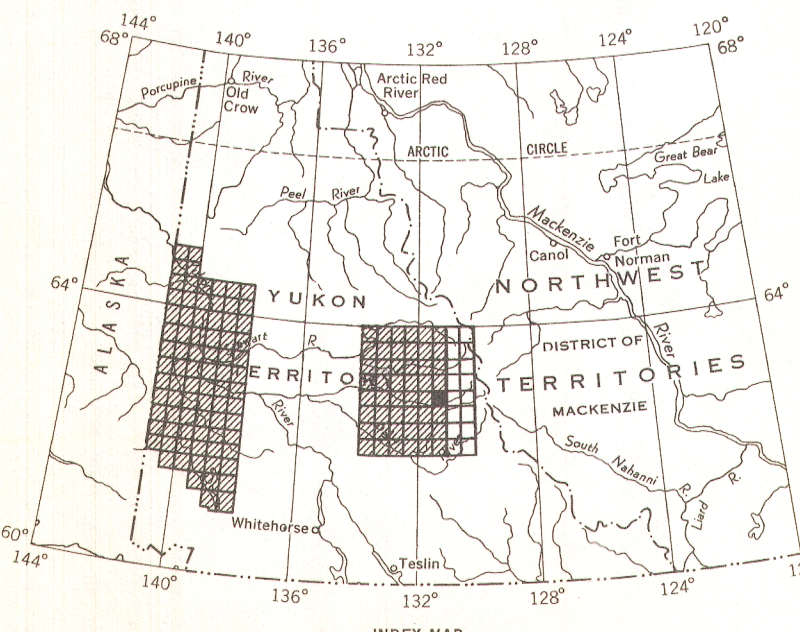 144°
68°
140°
136°
132°
128°
124°
120°
68°
Porcupine River
Old
Crow
Arctic Red
River
ARCTIC CIRCLE
Great Bear
Lake
Peel River
Mackenzie
Canol
Fort
Norman
64°
ALASKA
YUKON
NORTHWEST
64°
R.
River
DISTRICT OF
TERRITORIES
MACKENZIE
River
South Nahanni R.
Liard R.
Whitehorse
Teslin
60°
144°
140°
136°
132°
128°
124°
INDEX MAP